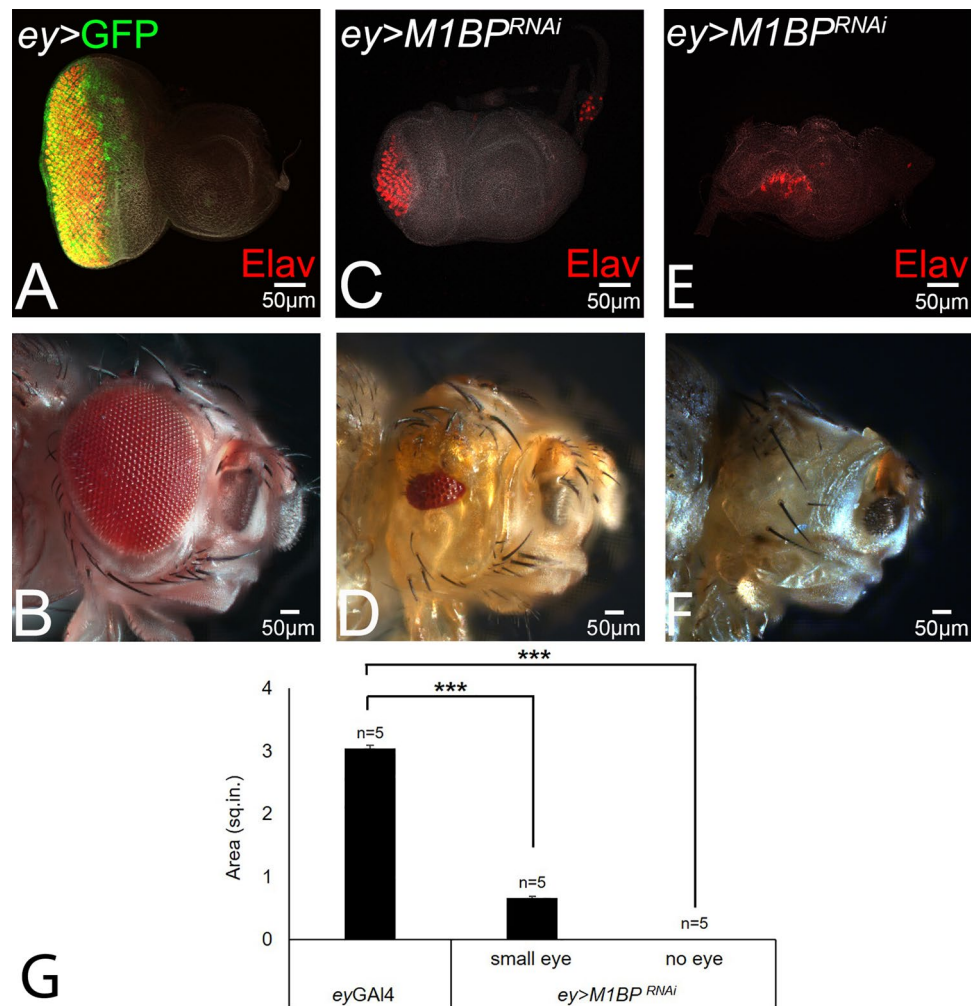 ey>GFP
Elav
A
50µm
ey>M1BP RNAi
Elav
C
50µm
ey>M1BP RNAi
Elav
E
50µm
B
50µm
D
50µm
F
50µm
***
***
4
3
2
1
0
Area (sq.in.)
n=5
n=5
n=5
small eye
no eye
eyGAl4
ey>M1BP RNAi
G